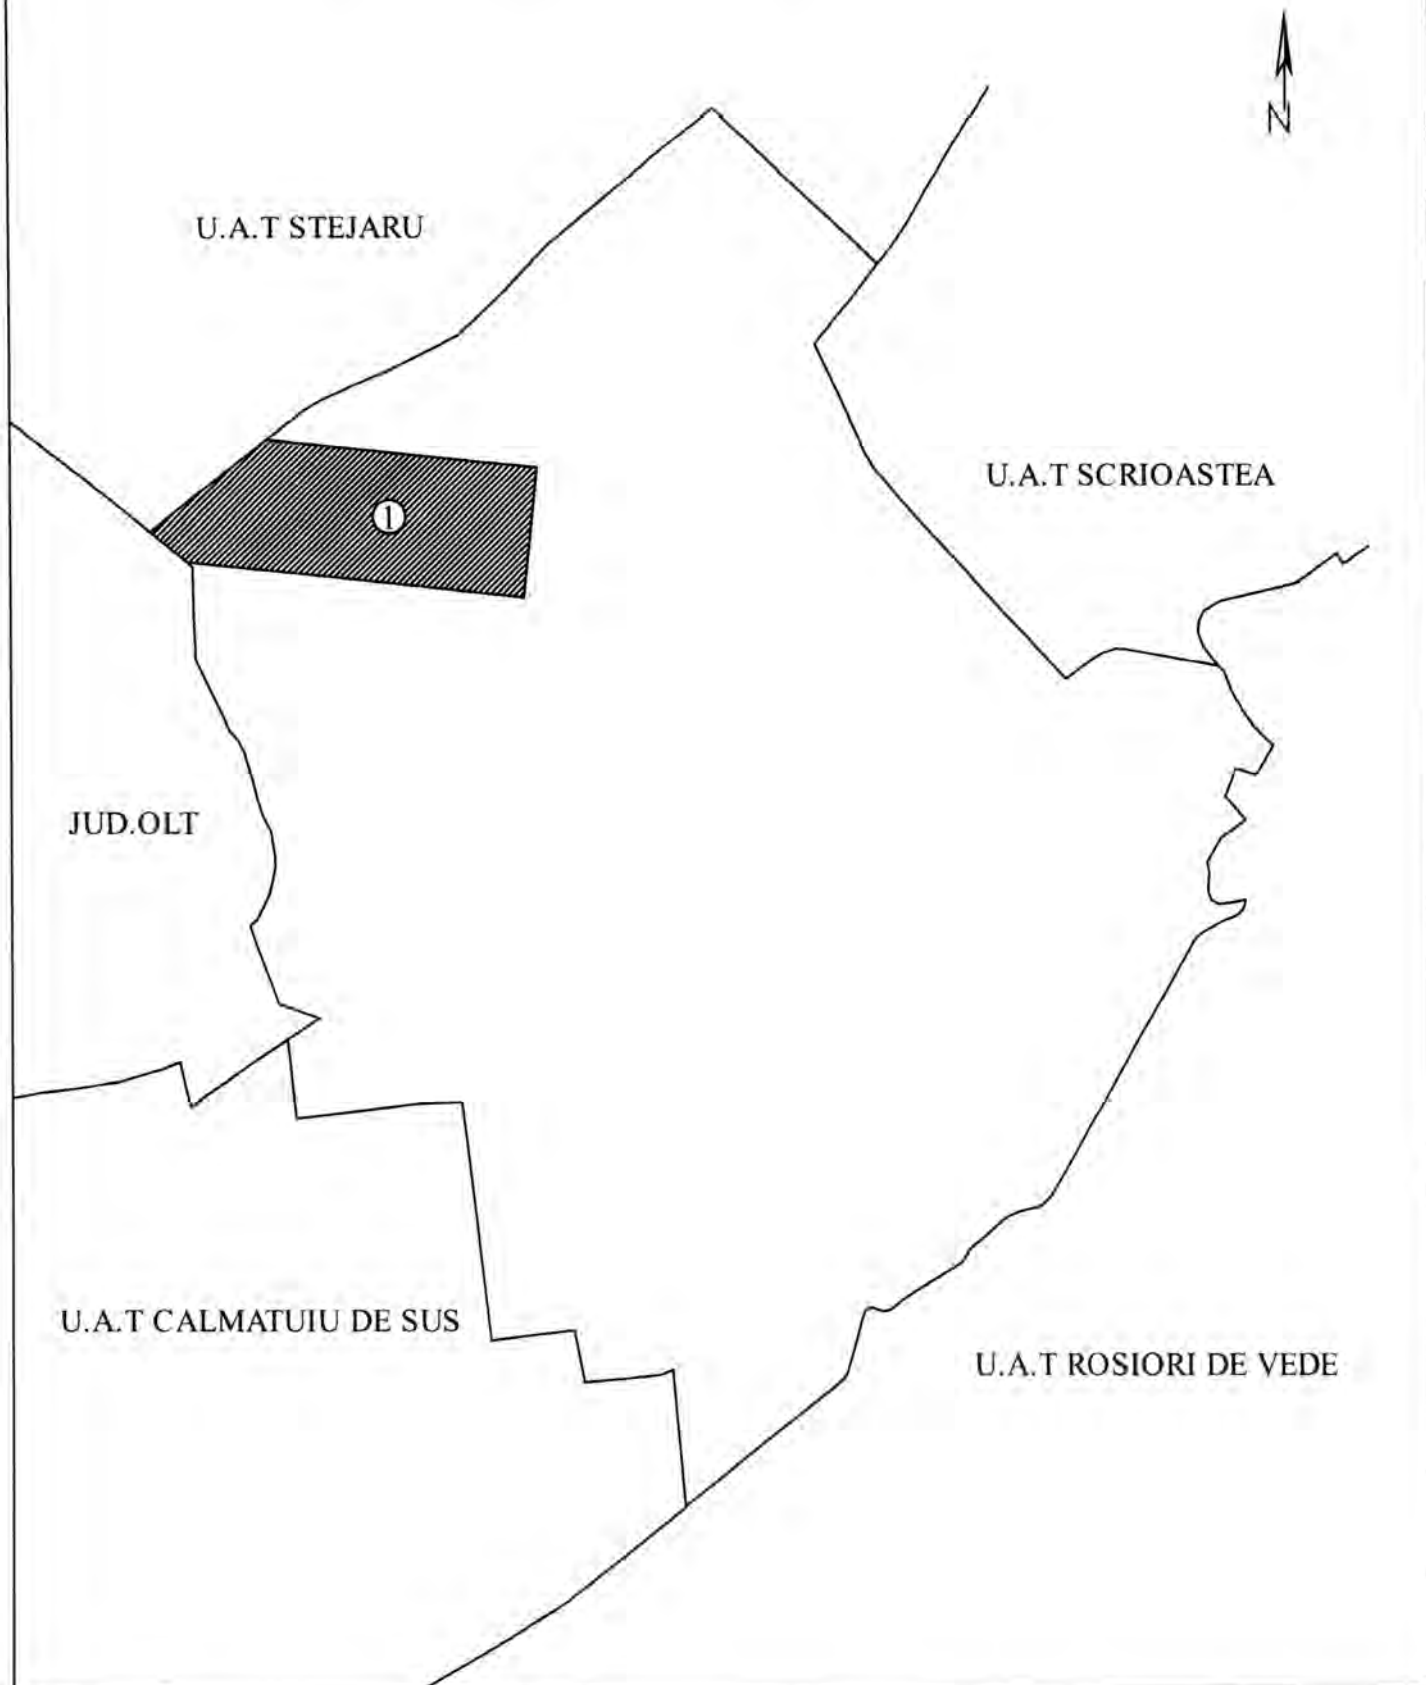 N
U.A.T STEJARU
U.A.T SCRIOASTEA
1
JUD.OLT
U.A.T CALMATUIU DE SUS
U.A.T ROSIORI DE VEDE